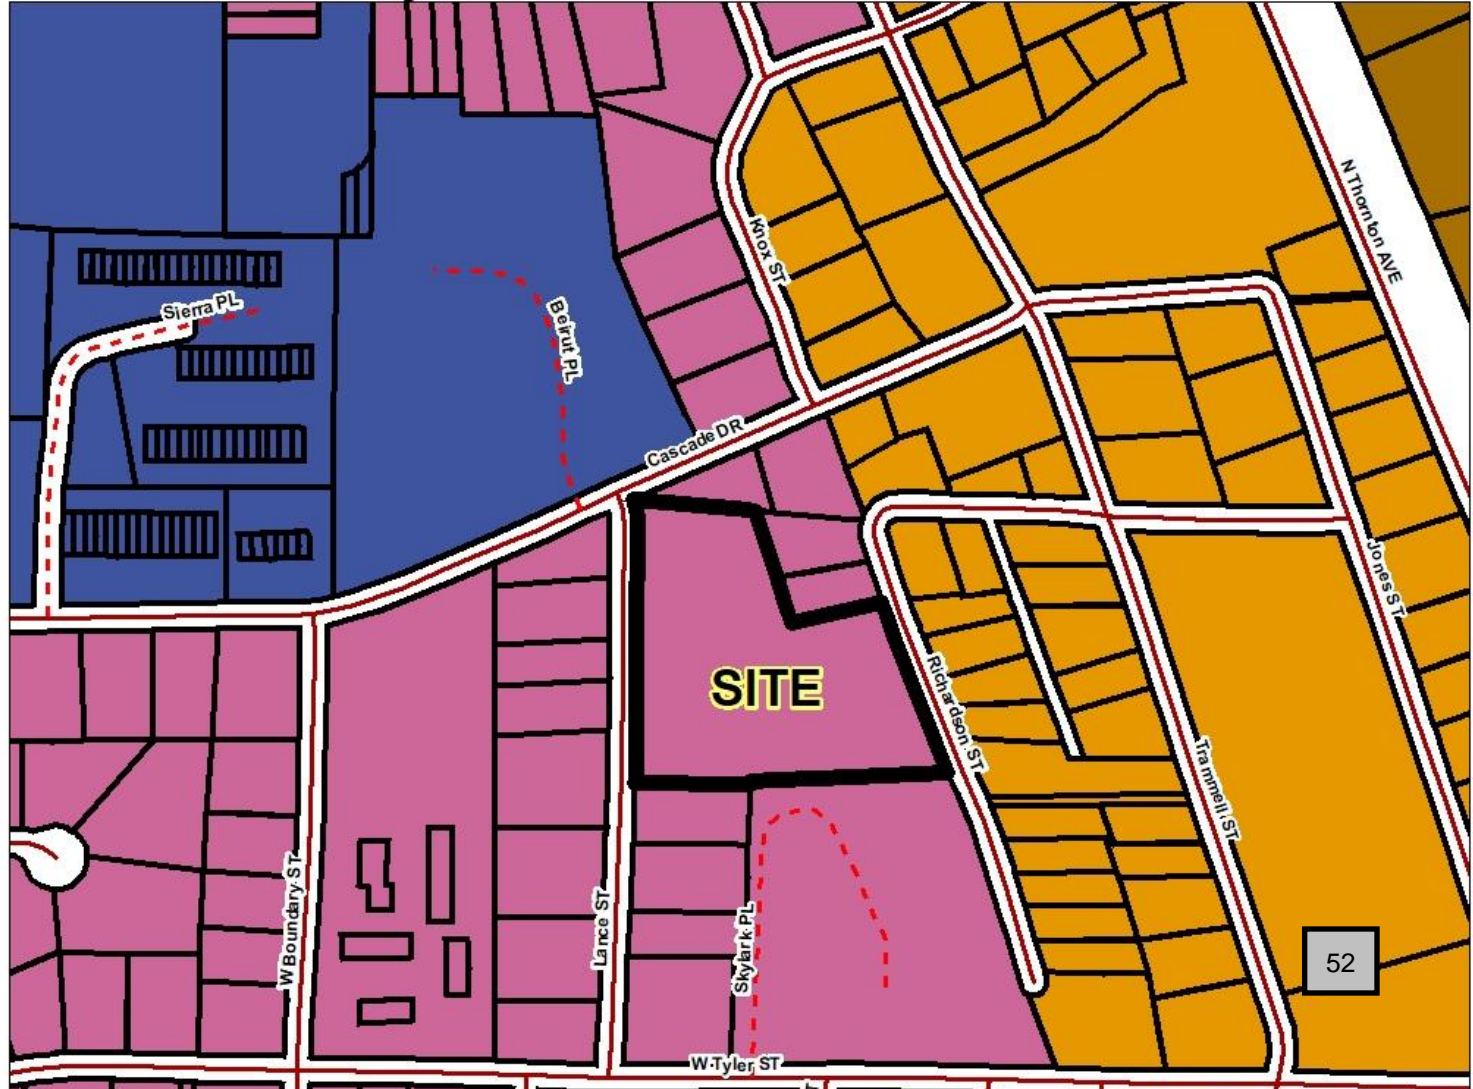 N Thornton AVE
Knox ST
Sierra PL
Beirut PL
Cascade DR
Jones ST
SITE
Richardson ST
Trammell ST
W Boundary ST
Lance ST
Skylark PL
52
W Tyler ST